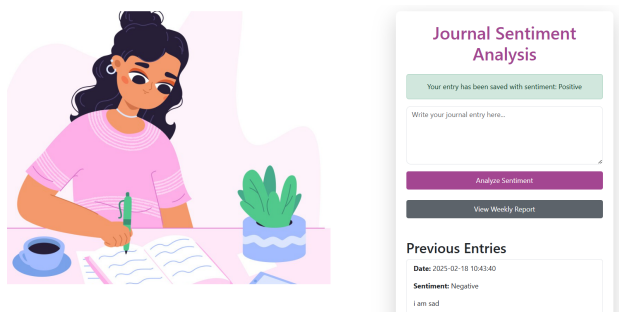 Journal Sentiment
Analysis
Your entry has been saved with sentiment: Positive
Write your journal entry here...
Analyze Sentiment
View Weekly Report
Previous Entries
Date: 2025-02-18 10:43:40
Sentiment: Negative
i am sad